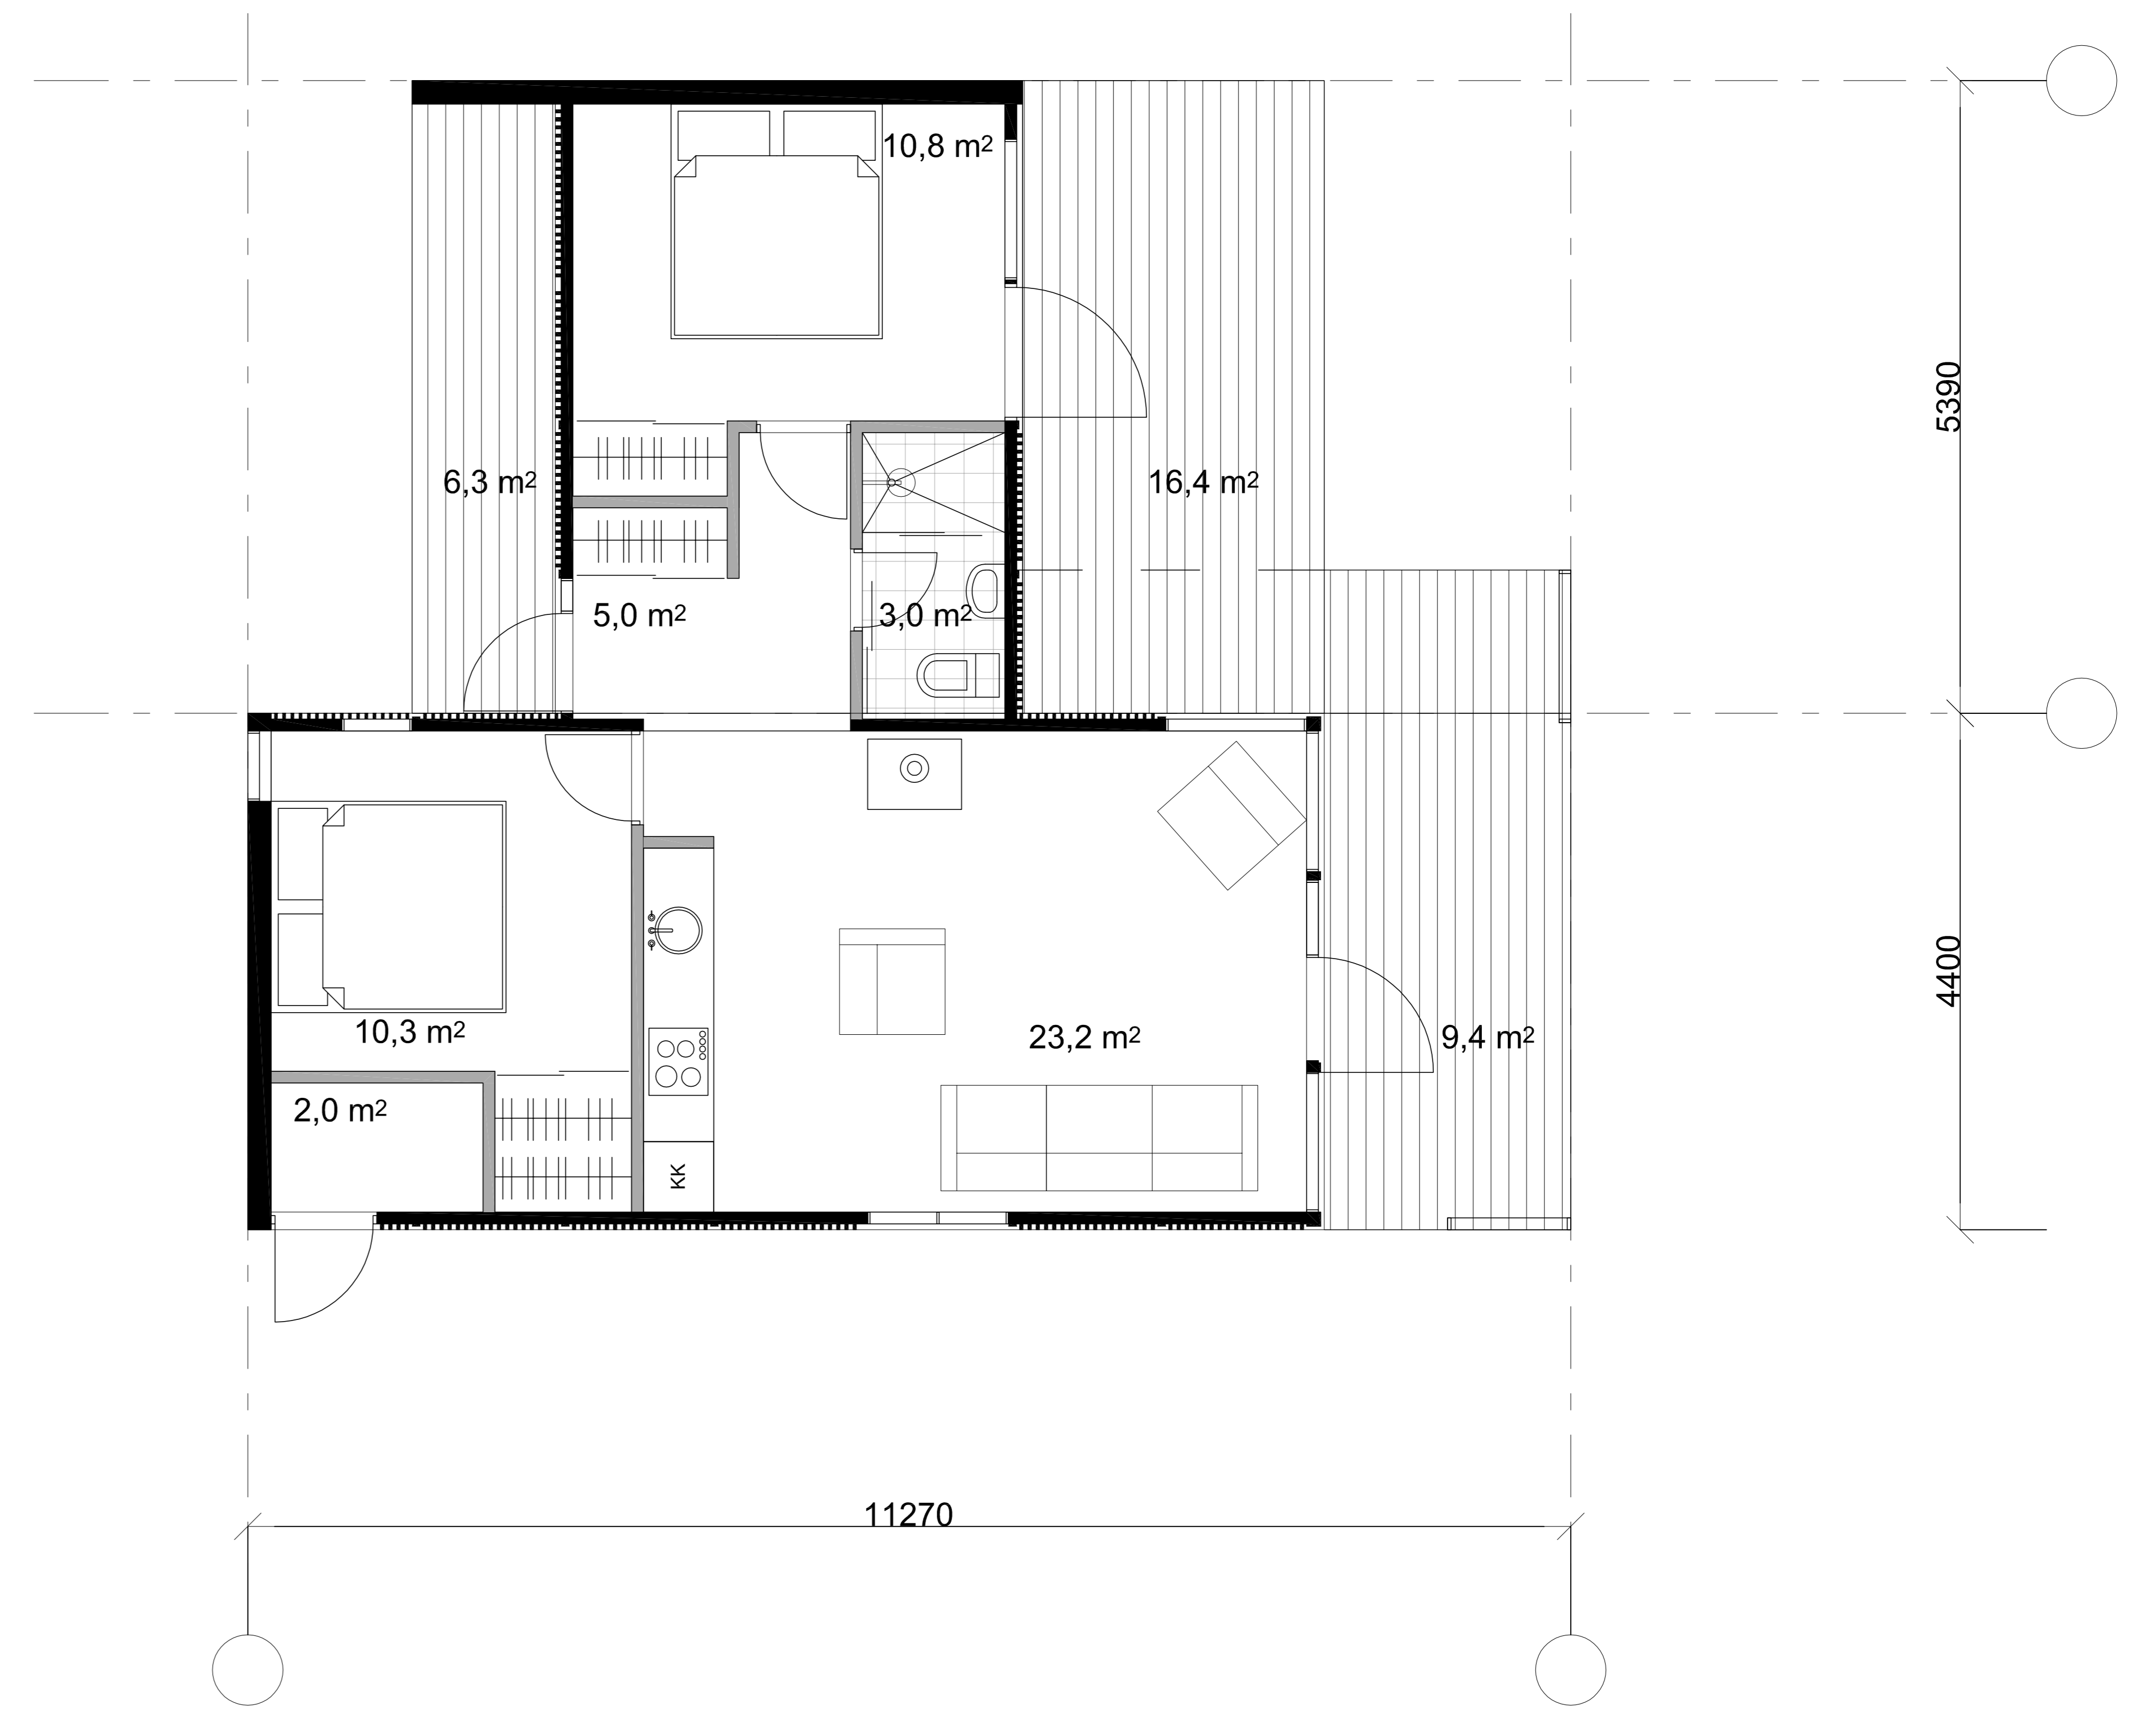 10,8 m²
5390
6,3 m²
16,4 m²
5,0 m²
3,0 m²
4400
10,3 m²
23,2 m²
9,4 m²
2,0 m²
KK
11270